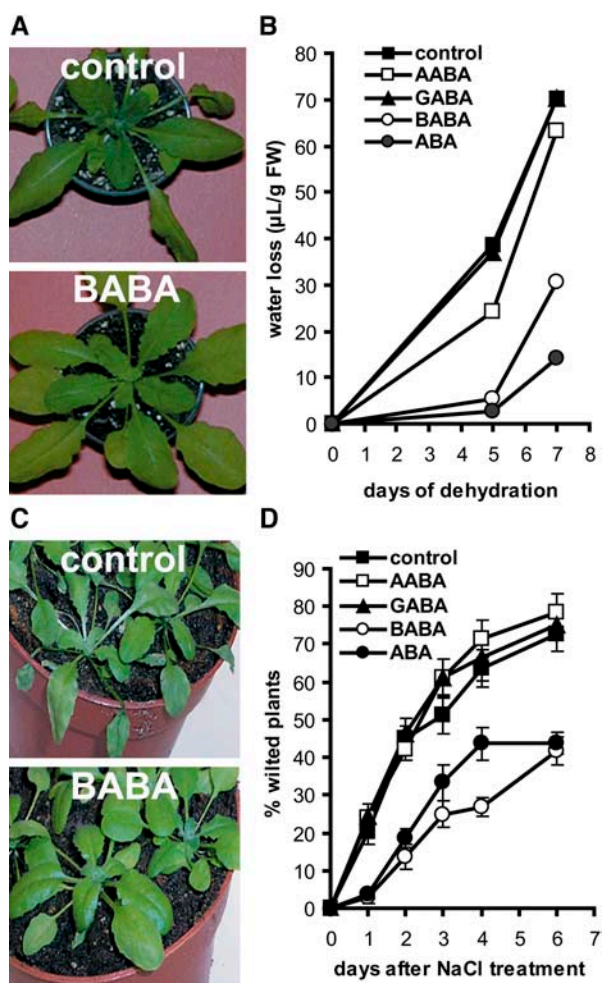 A
control
BABA
B
control
AABA
GABA
BABA
ABA
80
70
60
50
40
30
20
10
0
water loss (µL/g FW)
0 1 2 3 4 5 6 7 8
days of dehydration
C
control
BABA
D
control
AABA
GABA
BABA
ABA
90
80
70
60
50
40
30
20
10
0
% wilted plants
0 1 2 3 4 5 6 7
days after NaCl treatment